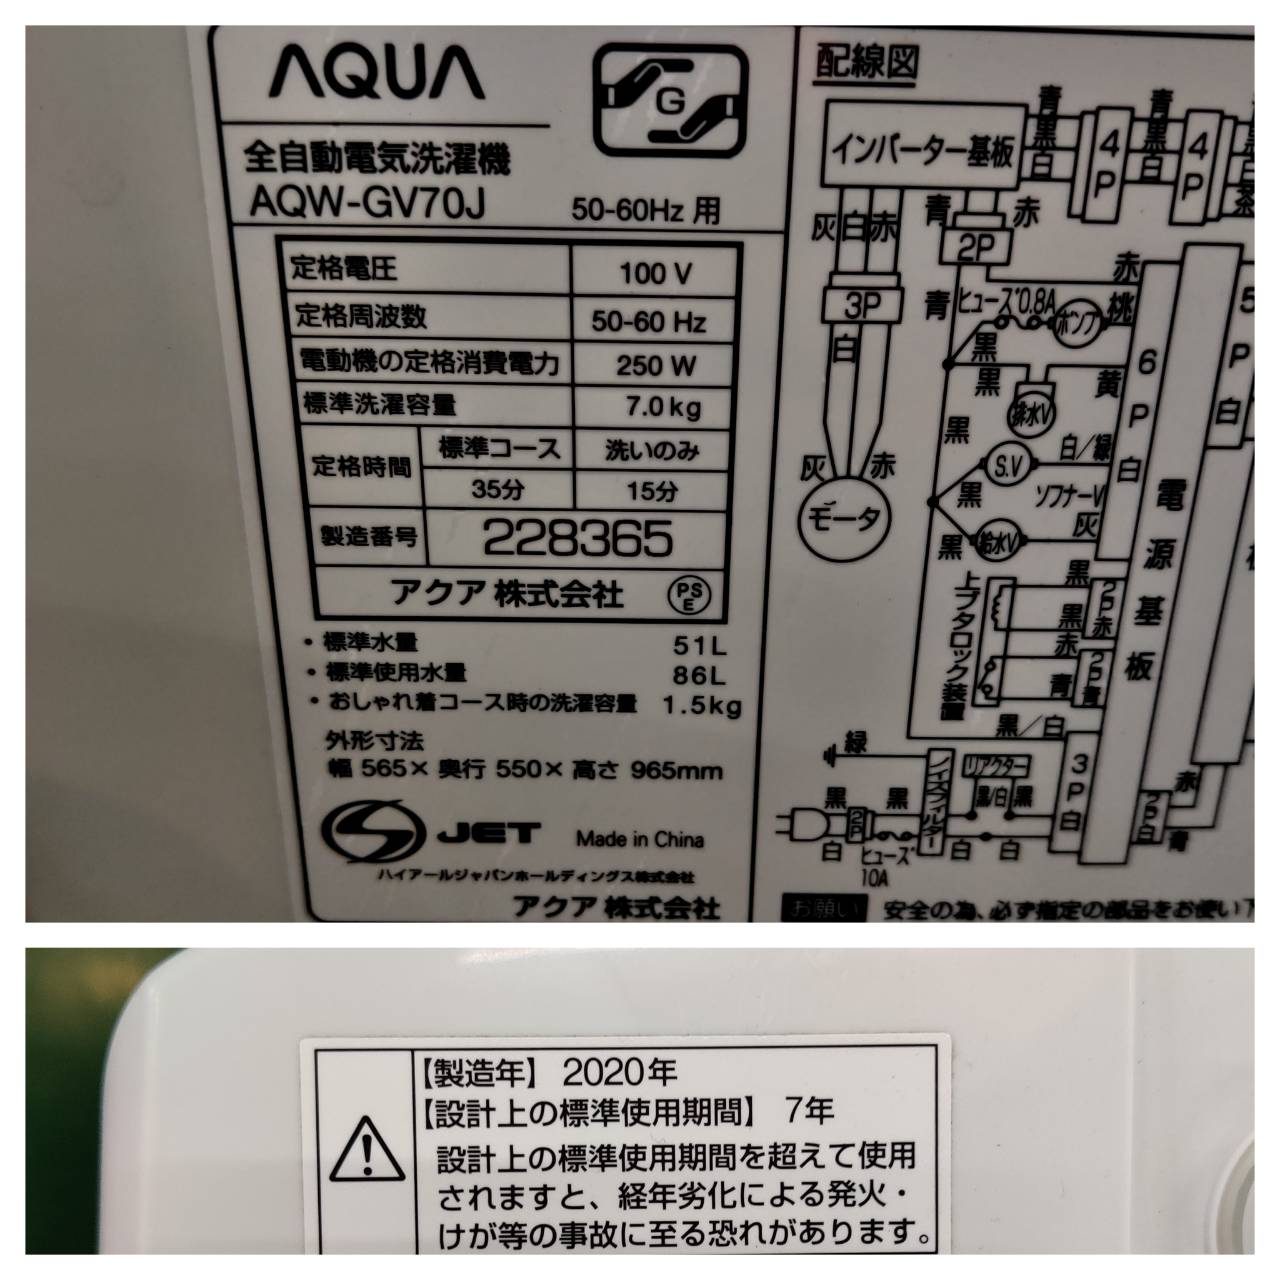 AQUA
G
全自動電気洗濯機
AQW-GV70J 50-60Hz 用
定格電圧 100 V
定格周波数 50-60 Hz
電動機の定格消費電力 250 W
標準洗濯容量 7.0kg
定格時間 標準コース 洗いのみ
35分 15分
製造番号 228365
アクア 株式会社 PSE
・標準水量 51L
・標準使用水量 86L
・おしゃれ着コース時の洗濯容量 1.5kg
外形寸法
幅 565× 奥行 550× 高さ 965mm
JET Made in China
ハイアールジャパンホールディングス株式会社
アクア 株式会社
配線図
インバーター基板
青 黒 白
4P
青 黒 白
4P
青 黒 白 茶
灰 白 赤
青 赤
2P
3P
白
灰 赤
モータ
青
ヒューズ0.8A
ポンプ
赤
桃
黒
黒
排水V
黄
黒
S.V
白/緑
黒
ソフナーV
黒
給水V
灰
6P白
電源基板
5P白
上フタロック装置
黒
黒
2P赤
赤
青
2P青
黒/白
緑
ノイズフィルター
リアクター
黒/白 黒
3P白
黒
2P
黒
白
ヒューズ
10A
白 白
2P白
赤
青
お願い 安全の為、必ず指定の部品をお使い下
【製造年】 2020年
【設計上の標準使用期間】 7年
設計上の標準使用期間を超えて使用
されますと、経年劣化による発火・
けが等の事故に至る恐れがあります。